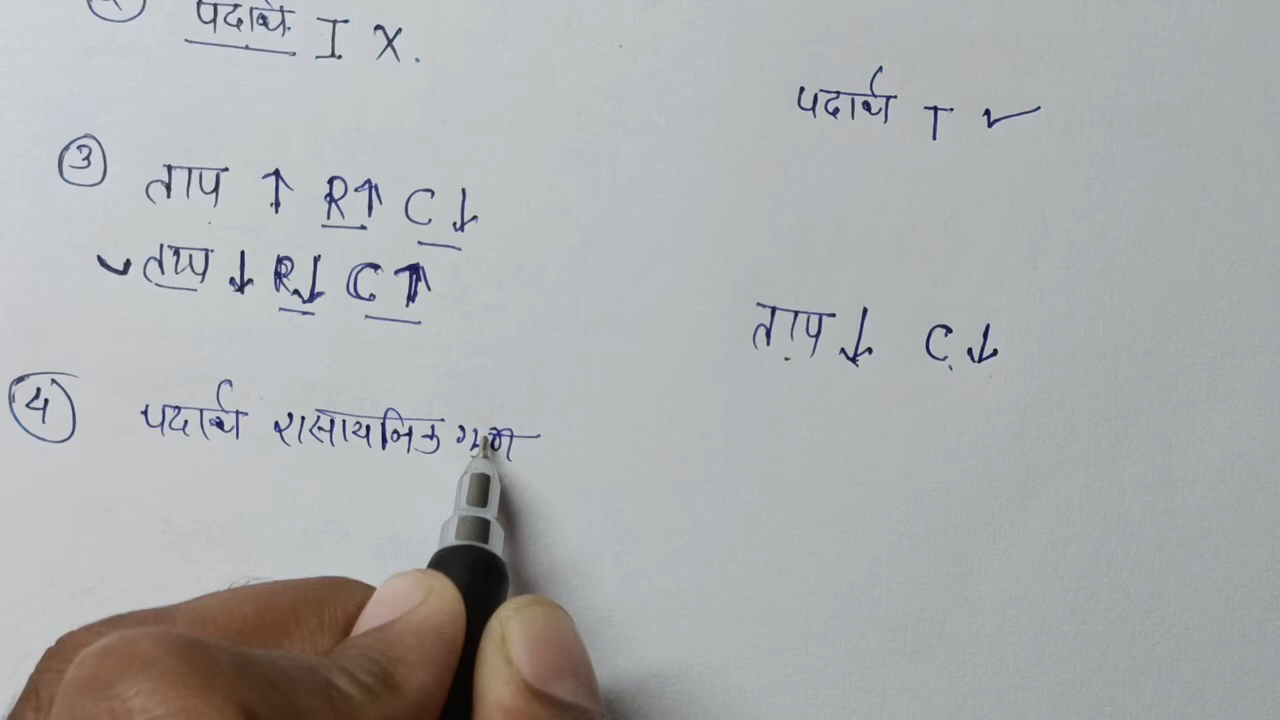 पदार्थ I X.
पदार्थ T ✓
③ ताप ↑ R↑ C↓
✓ ताप ↓ R↓ C↑
ताप↓ C↓
④ पदार्थ रासायनिक